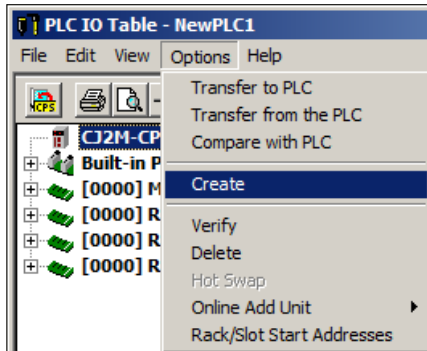 PLC IO Table - NewPLC1
File Edit View Options Help
CPS
CJ2M-CP
Built-in P
[0000] M
[0000] R
[0000] R
[0000] R
Transfer to PLC
Transfer from the PLC
Compare with PLC
Create
Verify
Delete
Hot Swap
Online Add Unit
Rack/Slot Start Addresses